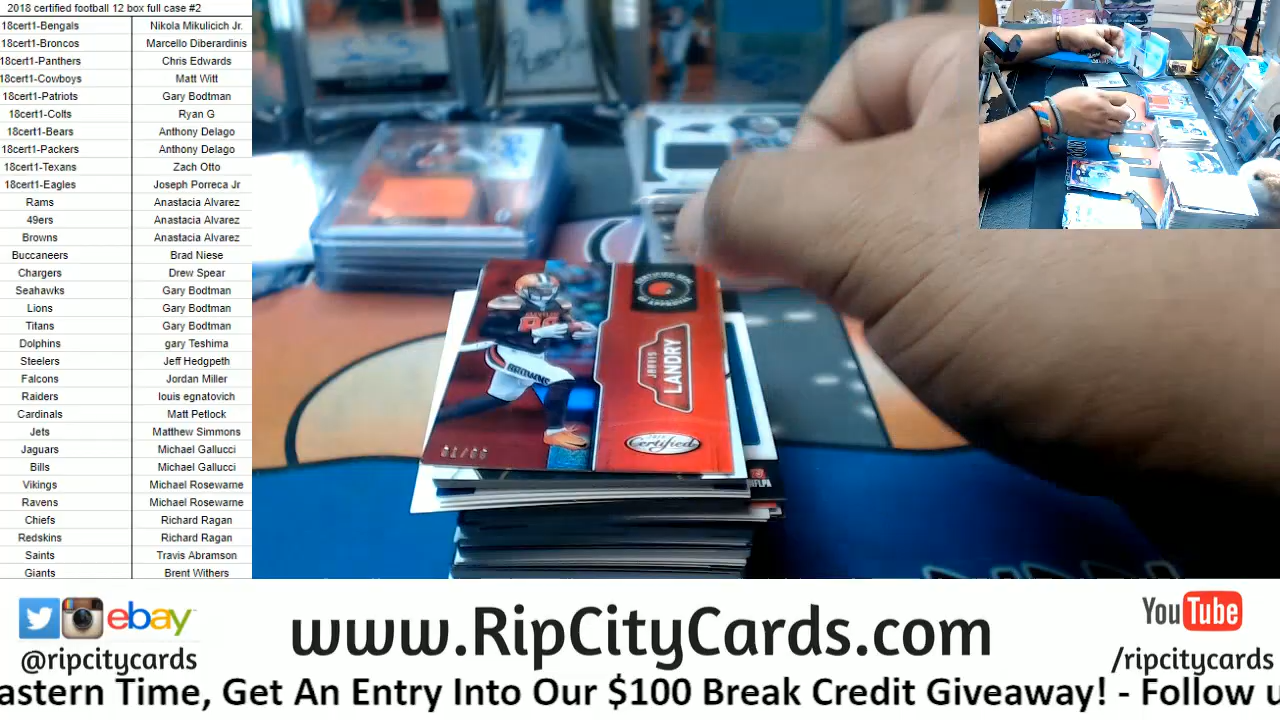 2018 certified football 12 box full case #2
18cert1-Bengals Nikola Mikulicich Jr.
18cert1-Broncos Marcello Diberardinis
18cert1-Panthers Chris Edwards
18cert1-Cowboys Matt Witt
18cert1-Patriots Gary Bodtman
18cert1-Colts Ryan G
18cert1-Bears Anthony Delago
18cert1-Packers Anthony Delago
18cert1-Texans Zach Otto
18cert1-Eagles Joseph Porreca Jr
Rams Anastacia Alvarez
49ers Anastacia Alvarez
Browns Anastacia Alvarez
Buccaneers Brad Niese
Chargers Drew Spear
Seahawks Gary Bodtman
Lions Gary Bodtman
Titans Gary Bodtman
Dolphins gary Teshima
Steelers Jeff Hedgpeth
Falcons Jordan Miller
Raiders louis egnatovich
Cardinals Matt Petlock
Jets Matthew Simmons
Jaguars Michael Gallucci
Bills Michael Gallucci
Vikings Michael Rosewarne
Ravens Michael Rosewarne
Chiefs Richard Ragan
Redskins Richard Ragan
Saints Travis Abramson
Giants Brent Withers
JARVIS
LANDRY
2018
Certified
BROWNS
NFLPA
ebay
@ripcitycards
www.RipCityCards.com
YouTube
/ripcitycards
astern Time, Get An Entry Into Our $100 Break Credit Giveaway! - Follow u